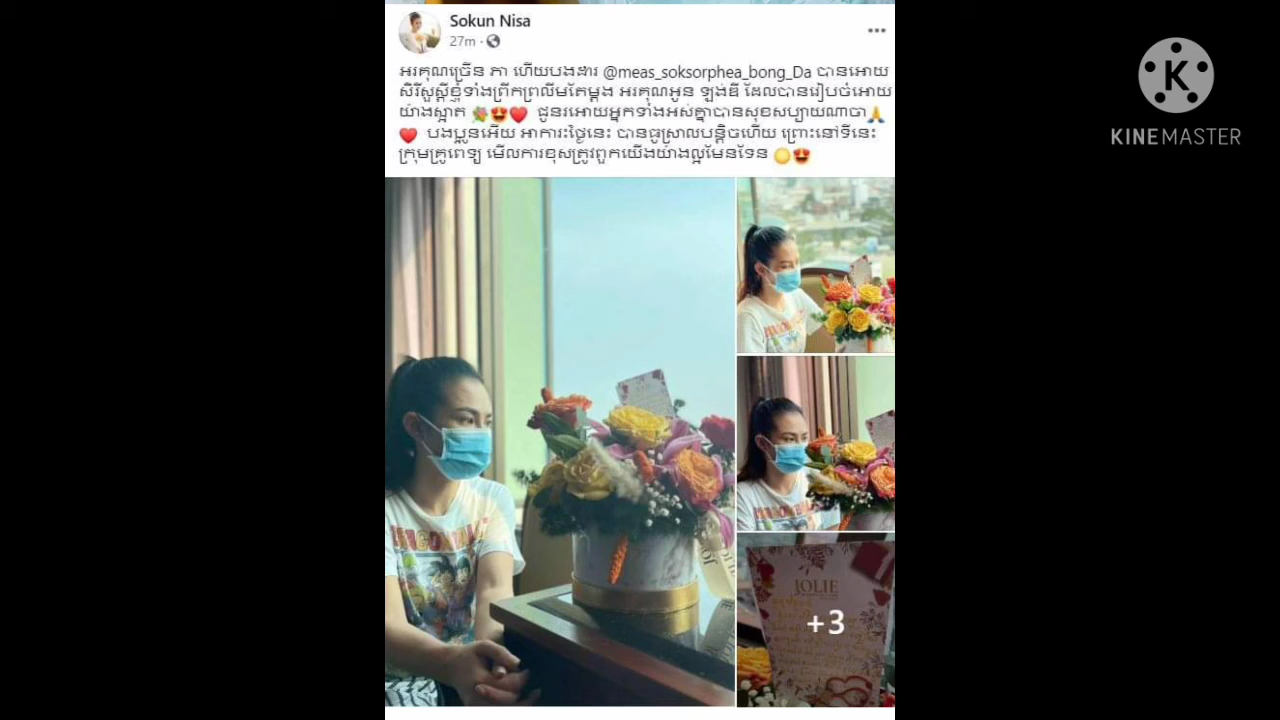 Sokun Nisa
27m
អរគុណច្រើន ភា ហើយបងដារ @meas_soksorphea_bong_Da បានអោយ
សិរីសួស្តីខ្ញុំទាំងព្រឹកព្រលឹមតែម្តង អរគុណអូន ឡង់ឌី ដែលបានរៀបចំអោយ
យ៉ាងស្អាត 💐😍❤️ ជូនរអោយអ្នកទាំងអស់គ្នាបានសុខសប្បាយណាចា🙏
❤️ បងប្អូនអើយ អាការះថ្ងៃនេះ បានធូស្រាលបន្តិចហើយ ព្រោះនៅទីនេះ
ក្រុមគ្រូពេទ្យ មើលការខុសត្រូវពួកយើងយ៉ាងល្អមែនទែន 🌕😍
K
KINEMASTER
JOLIE
+3